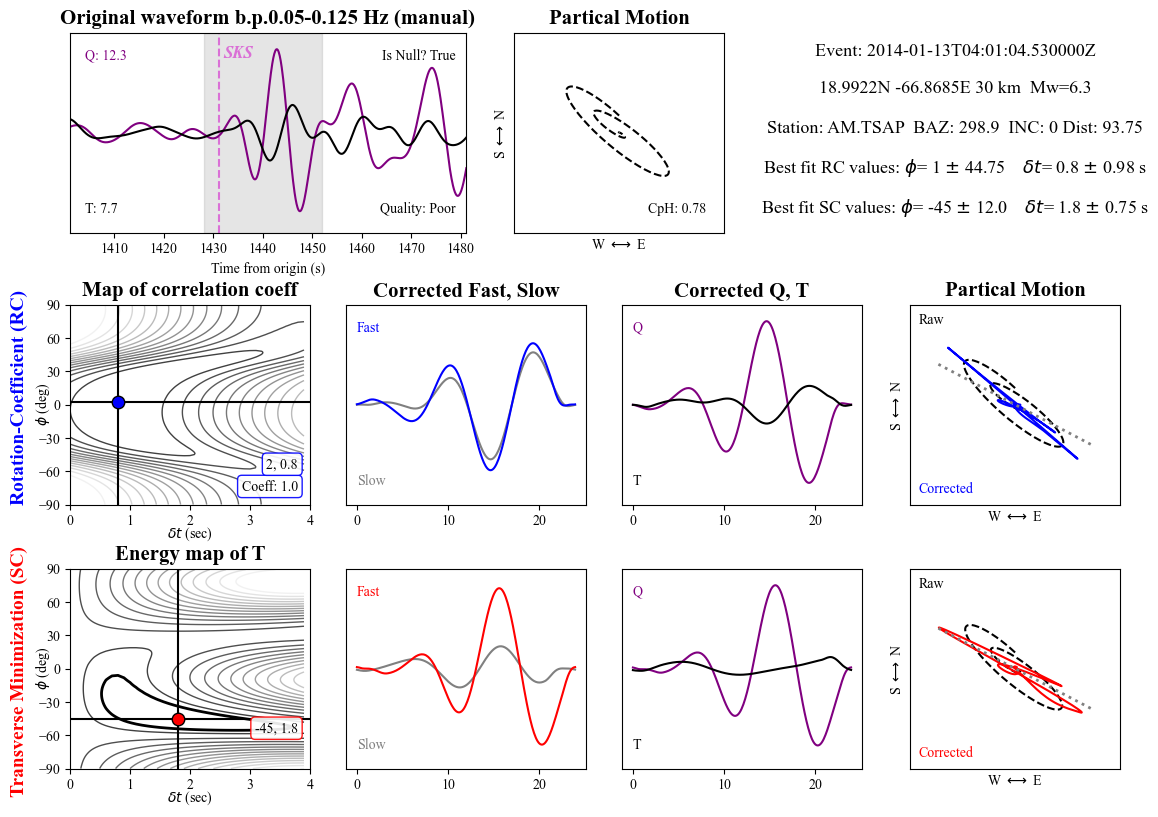 Original waveform b.p.0.05-0.125 Hz (manual)
Q: 12.3
SKS
Is Null? True
T: 7.7
Quality: Poor
1410 1420 1430 1440 1450 1460 1470 1480
Time from origin (s)
Partical Motion
S ⟷ N
CpH: 0.78
W ⟷ E
Event: 2014-01-13T04:01:04.530000Z
18.9922N -66.8685E 30 km Mw=6.3
Station: AM.TSAP BAZ: 298.9 INC: 0 Dist: 93.75
Best fit RC values: ϕ= 1 ± 44.75 δt= 0.8 ± 0.98 s
Best fit SC values: ϕ= -45 ± 12.0 δt= 1.8 ± 0.75 s
Rotation-Coefficient (RC)
Map of correlation coeff
90
60
30
0
−30
−60
−90
ϕ (deg)
2, 0.8
Coeff: 1.0
0 1 2 3 4
δt (sec)
Corrected Fast, Slow
Fast
Slow
0 10 20
Corrected Q, T
Q
T
0 10 20
Partical Motion
Raw
S ⟷ N
Corrected
W ⟷ E
Transverse Minimization (SC)
Energy map of T
90
60
30
0
−30
−60
−90
ϕ (deg)
-45, 1.8
0 1 2 3 4
δt (sec)
Fast
Slow
0 10 20
Q
T
0 10 20
Raw
S ⟷ N
Corrected
W ⟷ E